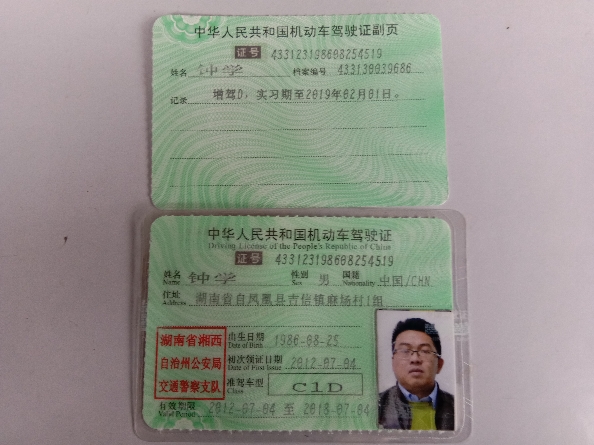 中华人民共和国机动车驾驶证副页
证号 433123198608254519
姓名 钟学 档案编号 433130039686
记录 增驾D，实习期至2019年02月01日。
中华人民共和国机动车驾驶证
Driving License of the People's Republic of China
证号 433123198608254519
姓名 钟学 性别 男 国籍 中国/CHN
Name Sex Nationality
住址 湖南省自凤凰县吉信镇麻场村1组
Address
湖南省湘西
自治州公安局
交通警察支队
出生日期 1986-08-25
Date of Birth
初次领证日期 2012-07-04
Date of First Issue
准驾车型 C1D
Class
有效期限 2012-07-04 至 2018-07-04
Valid Period